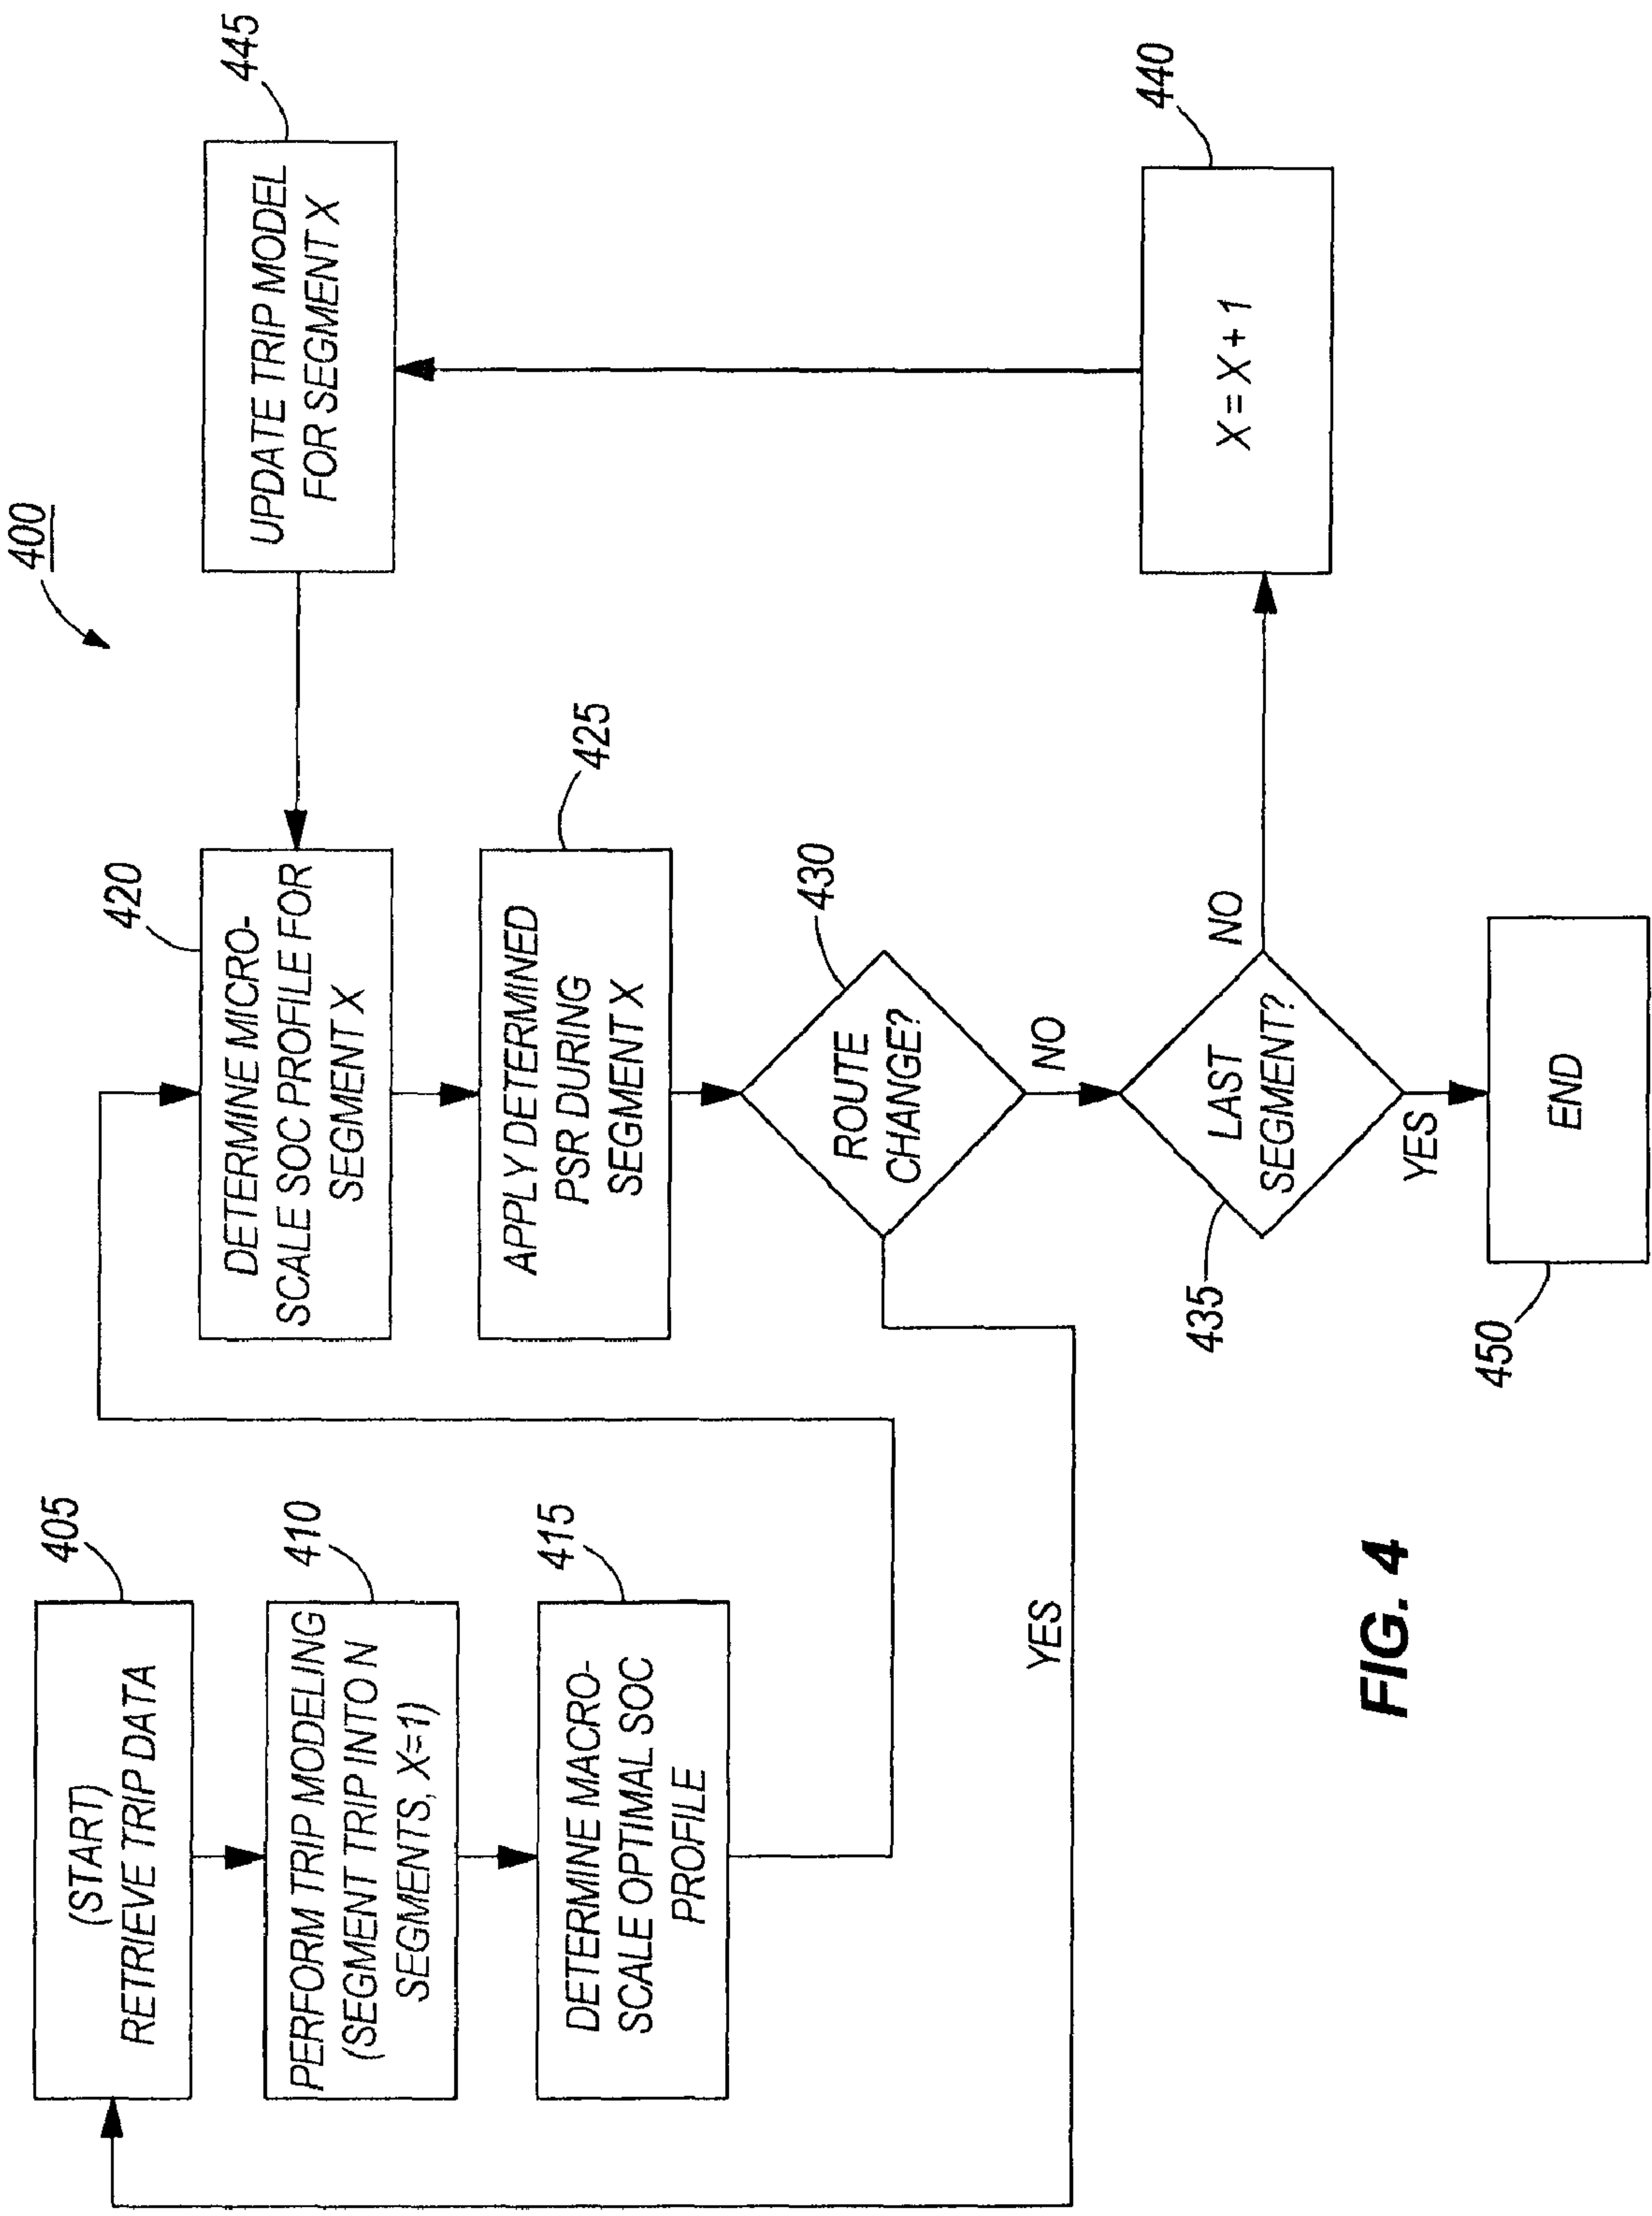 400
405
(START)
RETRIEVE TRIP DATA
410
PERFORM TRIP MODELING
(SEGMENT TRIP INTO N
SEGMENTS, X=1)
415
DETERMINE MACRO-
SCALE OPTIMAL SOC
PROFILE
420
DETERMINE MICRO-
SCALE SOC PROFILE FOR
SEGMENT X
425
APPLY DETERMINED
PSR DURING
SEGMENT X
430
ROUTE
CHANGE?
YES
NO
435
LAST
SEGMENT?
NO
YES
440
X = X + 1
445
UPDATE TRIP MODEL
FOR SEGMENT X
450
END
FIG. 4